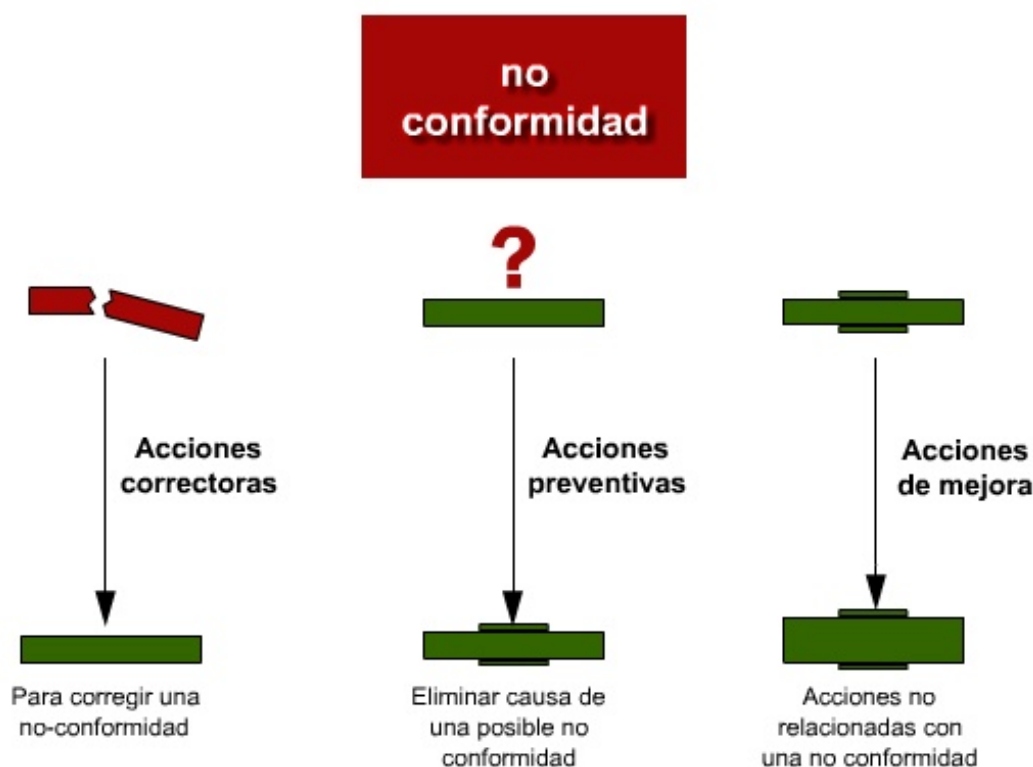 no
conformidad
?
Acciones
correctoras
Acciones
preventivas
Acciones
de mejora
Para corregir una
no-conformidad
Eliminar causa de
una posible no
conformidad
Acciones no
relacionadas con
una no conformidad